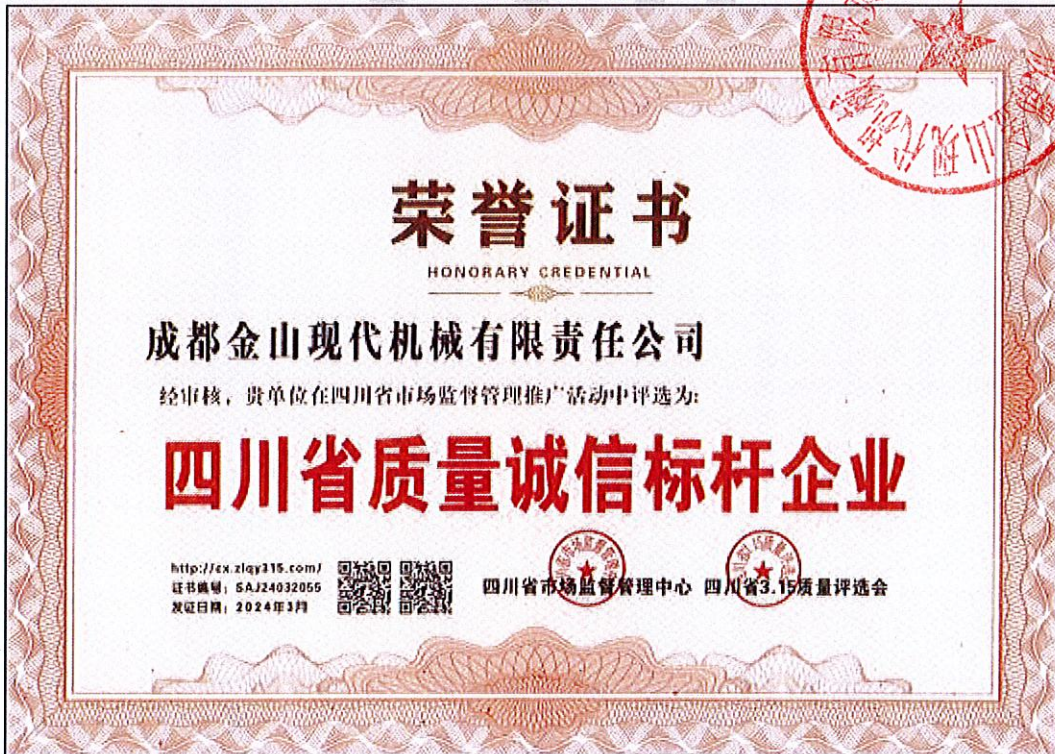 荣誉证书
HONORARY CREDENTIAL
成都金山现代机械有限责任公司
经审核，贵单位在四川省市场监督管理推广活动中评选为:
四川省质量诚信标杆企业
http://cx.zlqy315.com/
证书编号：SAJ24032055
发证日期：2024年3月
四川省市场监督管理中心 四川省3.15质量评选会